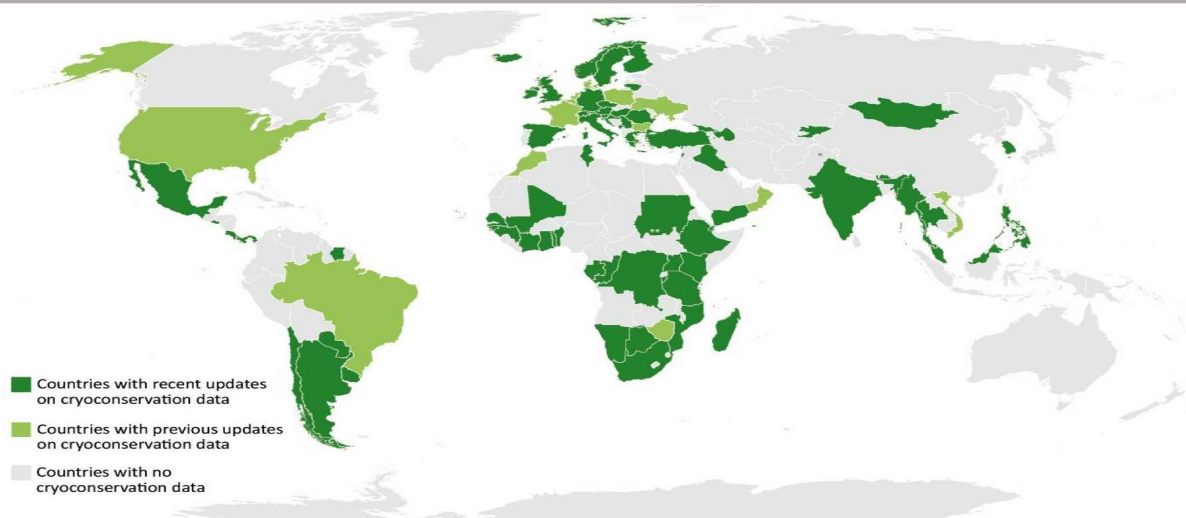 Countries with recent updates
on cryoconservation data
Countries with previous updates
on cryoconservation data
Countries with no
cryoconservation data